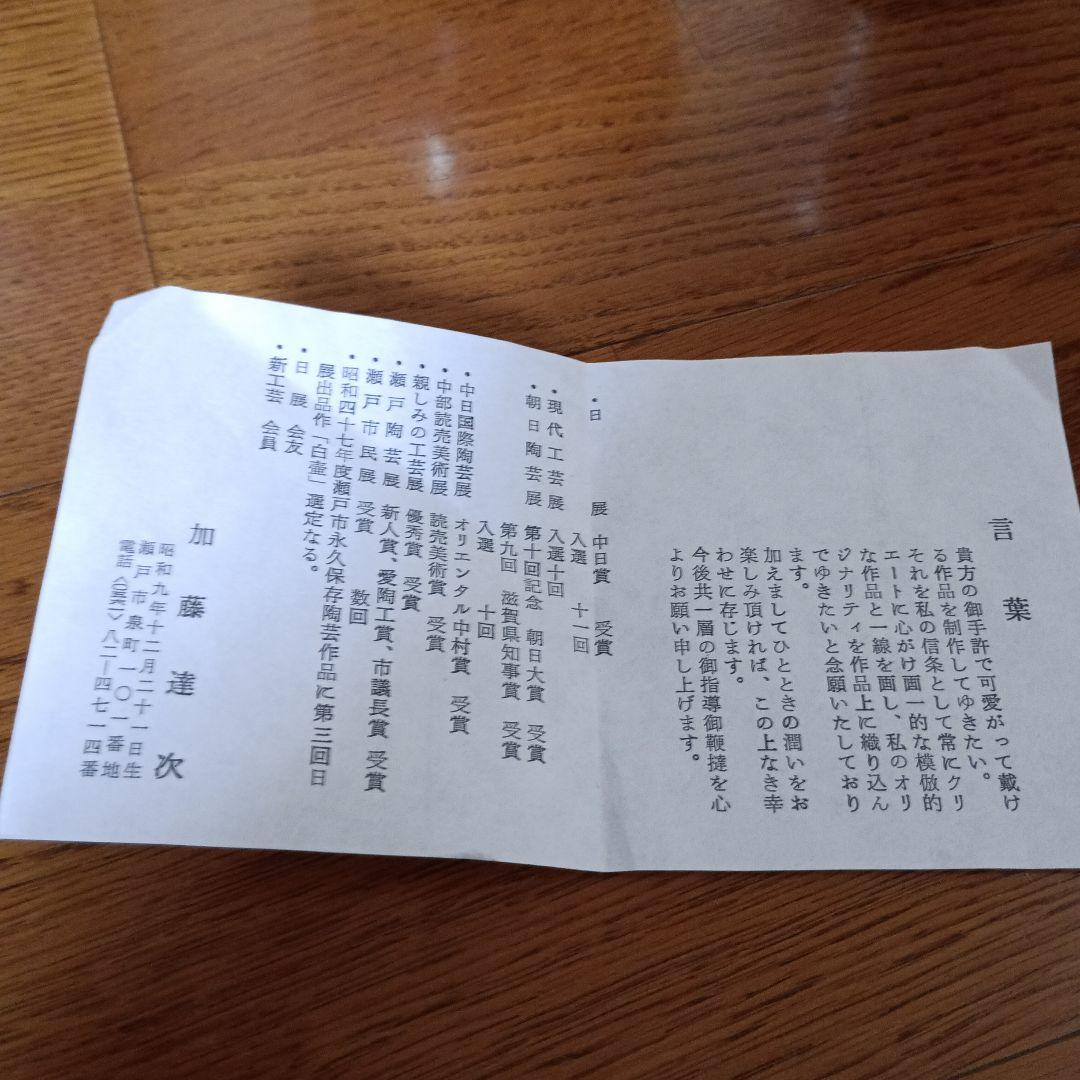 言葉
貴方の御手許で可愛がって戴け
る作品を制作してゆきたい。
それを私の信条として常にクリ
エートに心がけ画一的な模倣的
な作品と一線を画し、私のオリ
ジナリティを作品上に織り込ん
でゆきたいと念願いたしており
ます。
加えましてひとときの潤いをお
楽しみ頂ければ、この上なき幸
わせに存じます。
今後共一層の御指導御鞭撻を心
よりお願い申し上げます。
・日展 中日賞 受賞
入選 十一回
・現代工芸展 入選十回
・朝日陶芸展 第十回記念 朝日大賞 受賞
第九回 滋賀県知事賞 受賞
入選 十回
・中日国際陶芸展 オリエンタル中村賞 受賞
・中部読売美術展 読売美術賞 受賞
・親しみの工芸展 優秀賞 受賞
・瀬戸陶芸展 新人賞、愛陶工賞、市議長賞 受賞
・瀬戸市民展 受賞 数回
・昭和四十七年度瀬戸市永久保存陶芸作品に第三回日
展出品作「白壷」選定なる。
・日展 会友
・新工芸 会員
加藤達次
昭和九年十二月二十一日生
瀬戸市泉町一〇一番地
電話〈実〉八二-四七一四番